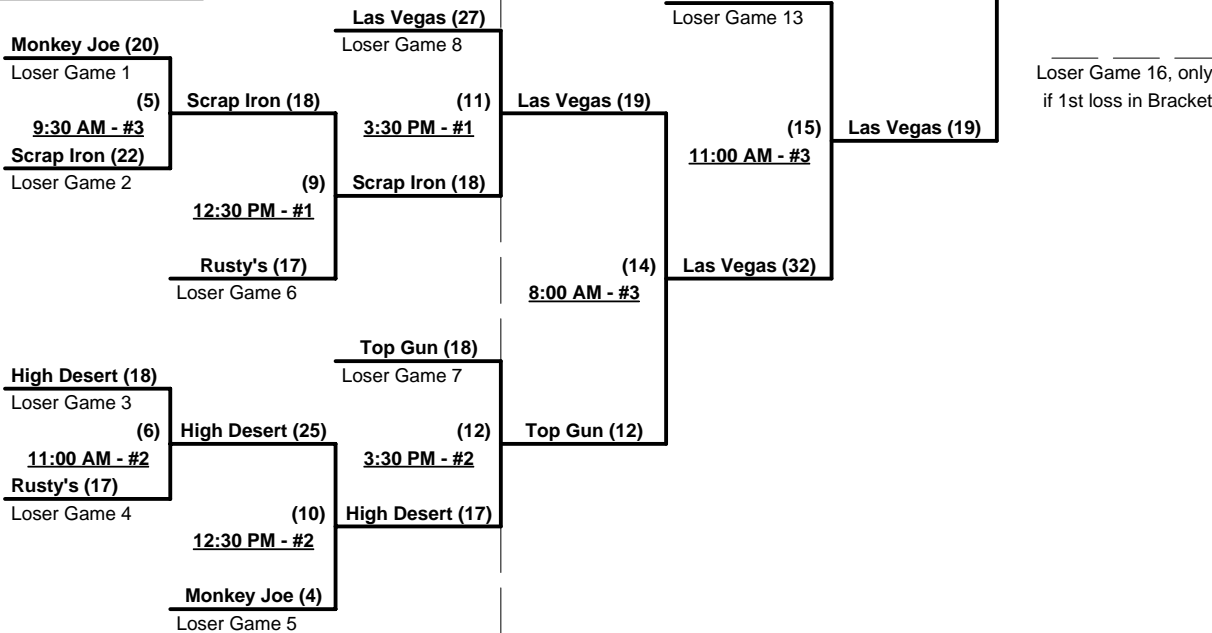 Las Vegas (27)
Loser Game 8
Loser Game 13
Monkey Joe (20)
Loser Game 1
(5)
9:30 AM - #3
Scrap Iron (22)
Loser Game 2
Scrap Iron (18)
(9)
12:30 PM - #1
Rusty's (17)
Loser Game 6
(11)
3:30 PM - #1
Scrap Iron (18)
Las Vegas (19)
(14)
8:00 AM - #3
(15)
11:00 AM - #3
Las Vegas (32)
Las Vegas (19)
Loser Game 16, only
if 1st loss in Bracket
High Desert (18)
Loser Game 3
(6)
11:00 AM - #2
Rusty's (17)
Loser Game 4
High Desert (25)
(10)
12:30 PM - #2
Monkey Joe (4)
Loser Game 5
Top Gun (18)
Loser Game 7
(12)
3:30 PM - #2
High Desert (17)
Top Gun (12)